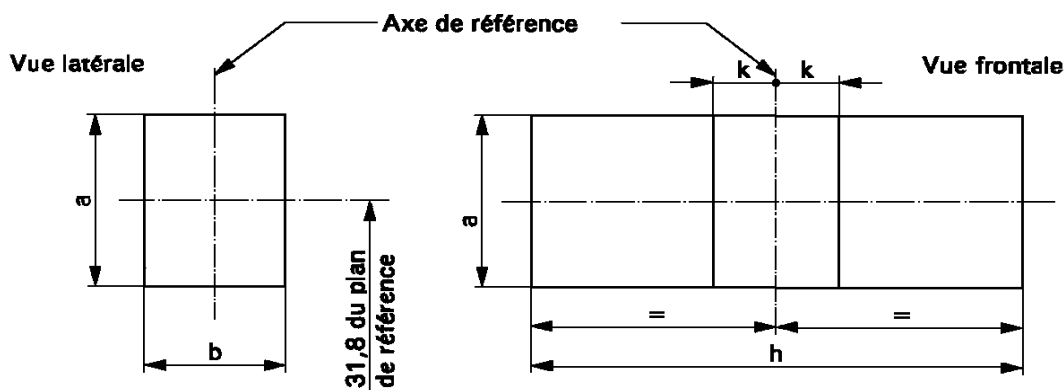 Axe de référence
Vue latérale
Vue frontale
k k
a
a
31,8 du plan
de référence
= =
b
h